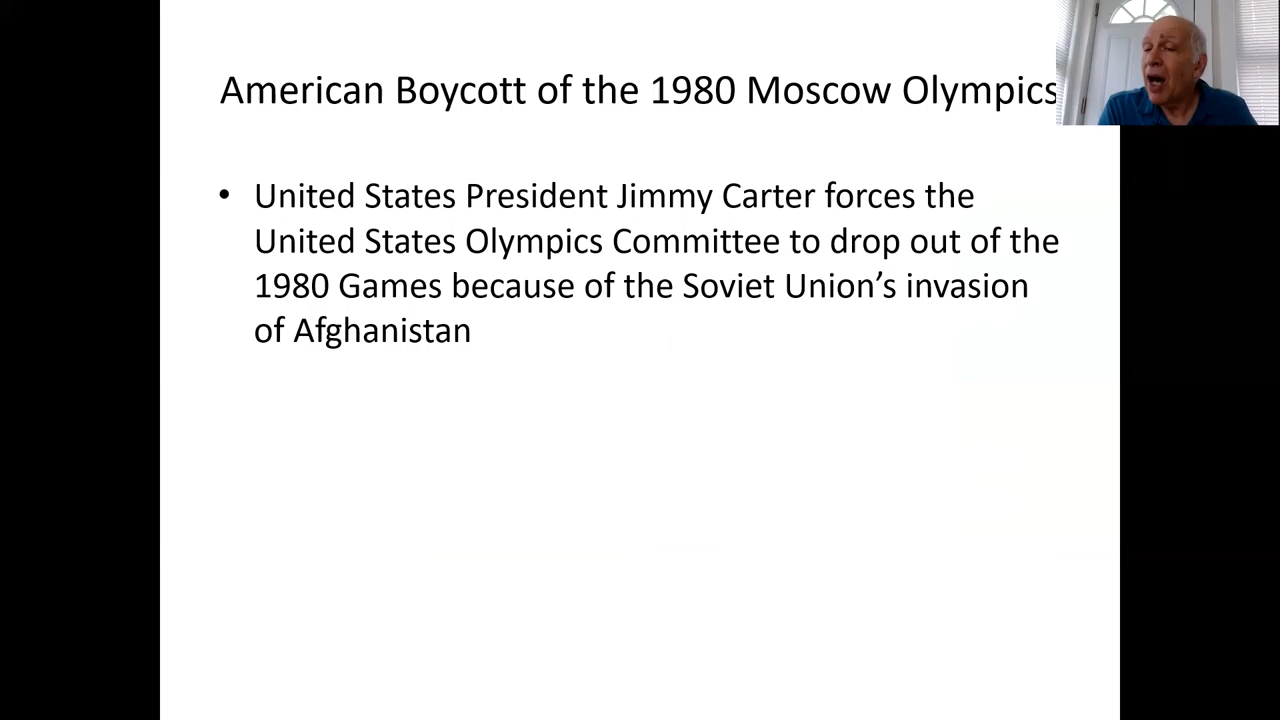 American Boycott of the 1980 Moscow Olympics
• United States President Jimmy Carter forces the
United States Olympics Committee to drop out of the
1980 Games because of the Soviet Union’s invasion
of Afghanistan